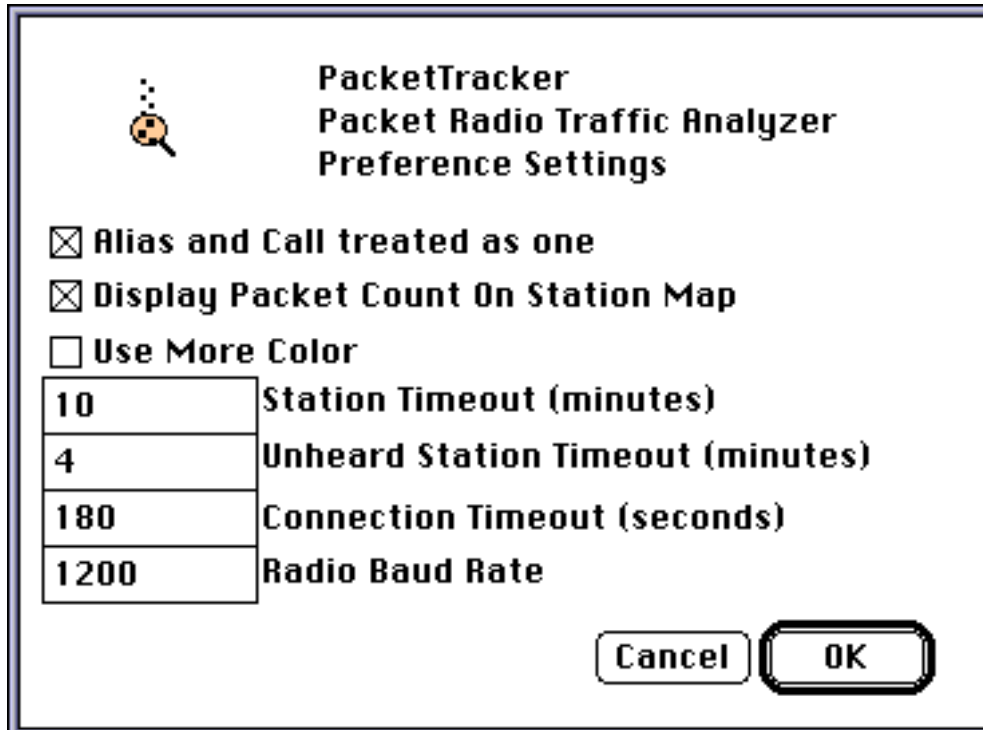 PacketTracker
Packet Radio Traffic Analyzer
Preference Settings
Alias and Call treated as one
Display Packet Count On Station Map
Use More Color
10 Station Timeout (minutes)
4 Unheard Station Timeout (minutes)
180 Connection Timeout (seconds)
1200 Radio Baud Rate
Cancel OK